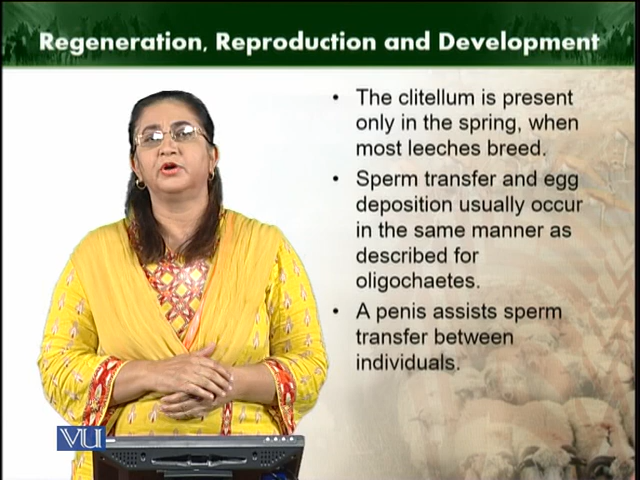 Regeneration, Reproduction and Development
• The clitellum is present
only in the spring, when
most leeches breed.
• Sperm transfer and egg
deposition usually occur
in the same manner as
described for
oligochaetes.
• A penis assists sperm
transfer between
individuals.
VU